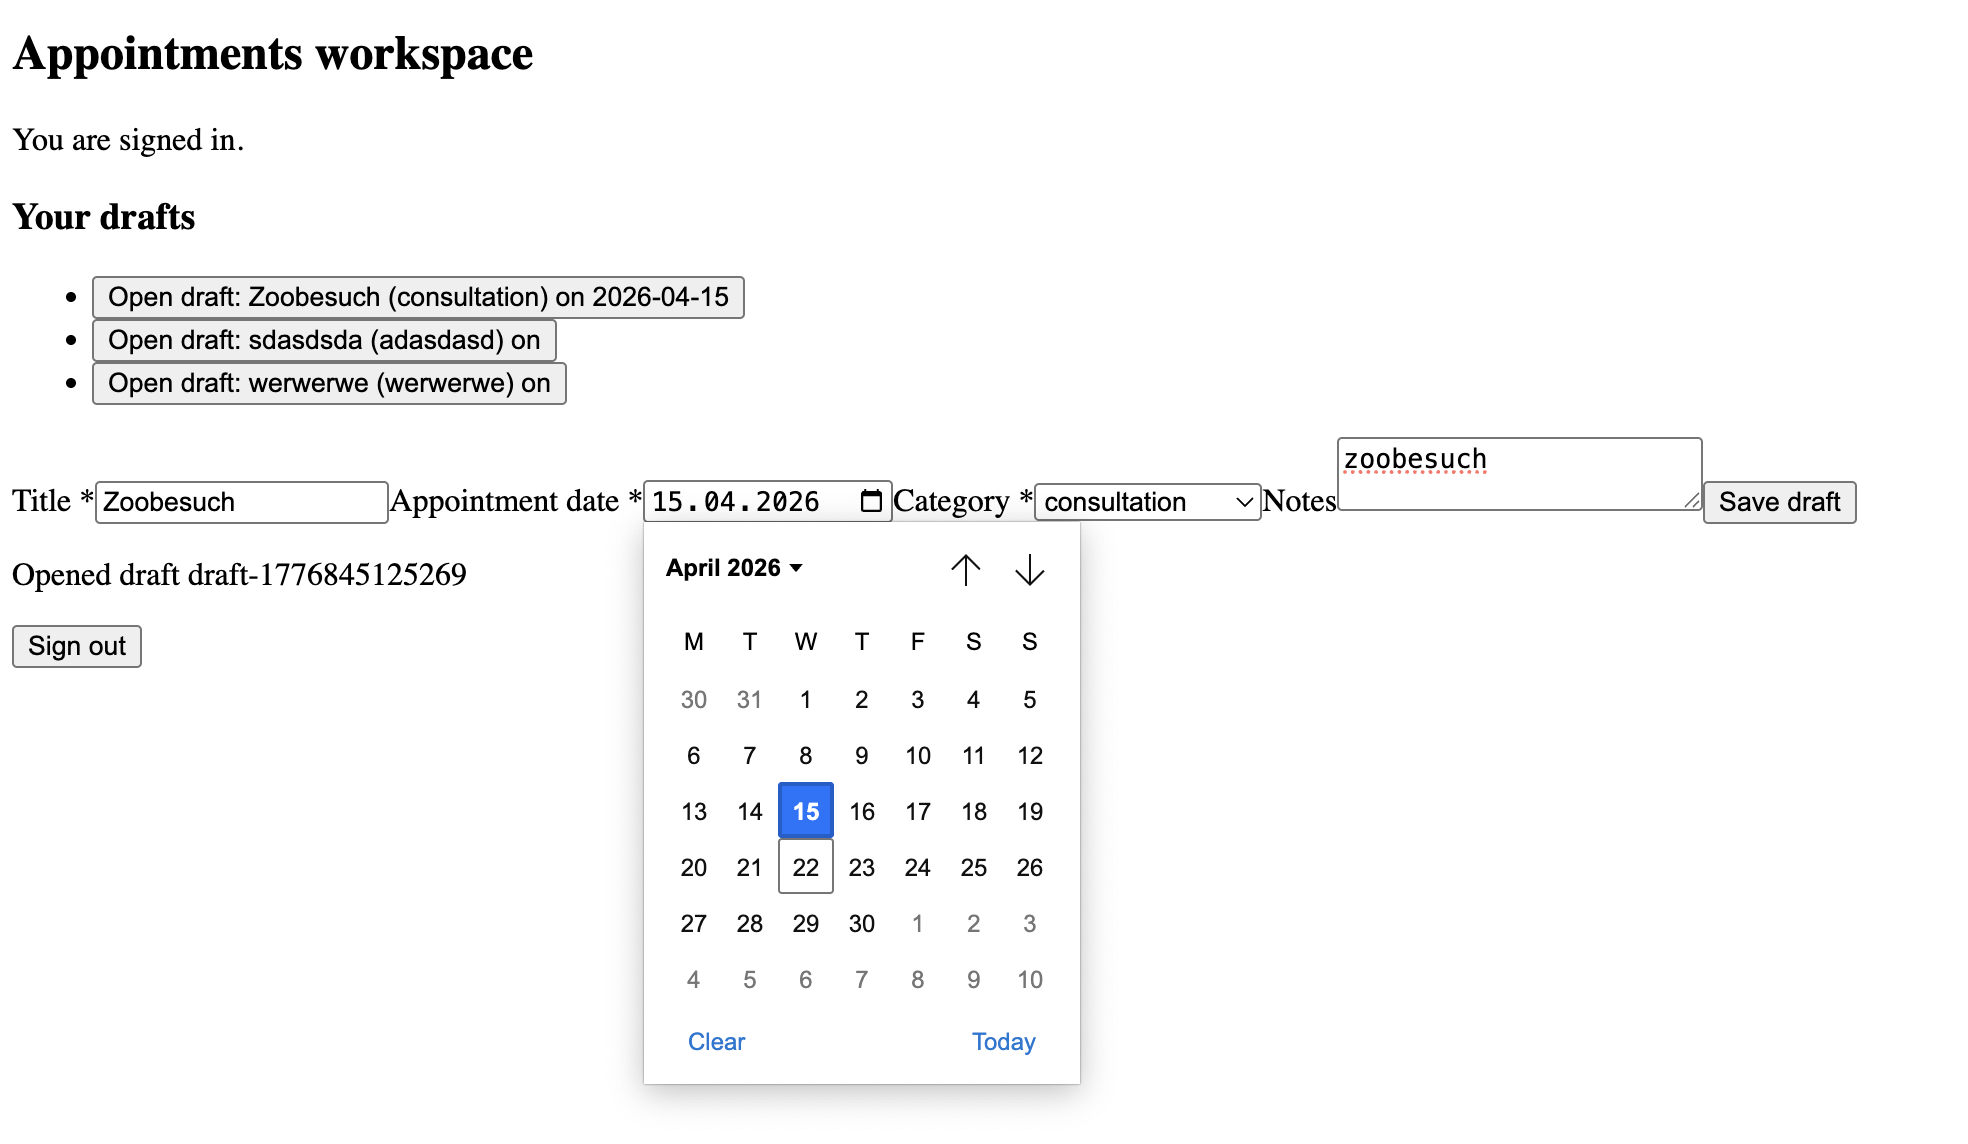 Appointments workspace
You are signed in.
Your drafts
Open draft: Zoobesuch (consultation) on 2026-04-15
Open draft: sdasdsda (adasdasd) on
Open draft: werwerwe (werwerwe) on
Title * Zoobesuch Appointment date * 15.04.2026 Category * consultation Notes zoobesuch Save draft
Opened draft draft-1776845125269
Sign out
April 2026
M T W T F S S
30 31 1 2 3 4 5
6 7 8 9 10 11 12
13 14 15 16 17 18 19
20 21 22 23 24 25 26
27 28 29 30 1 2 3
4 5 6 7 8 9 10
Clear Today